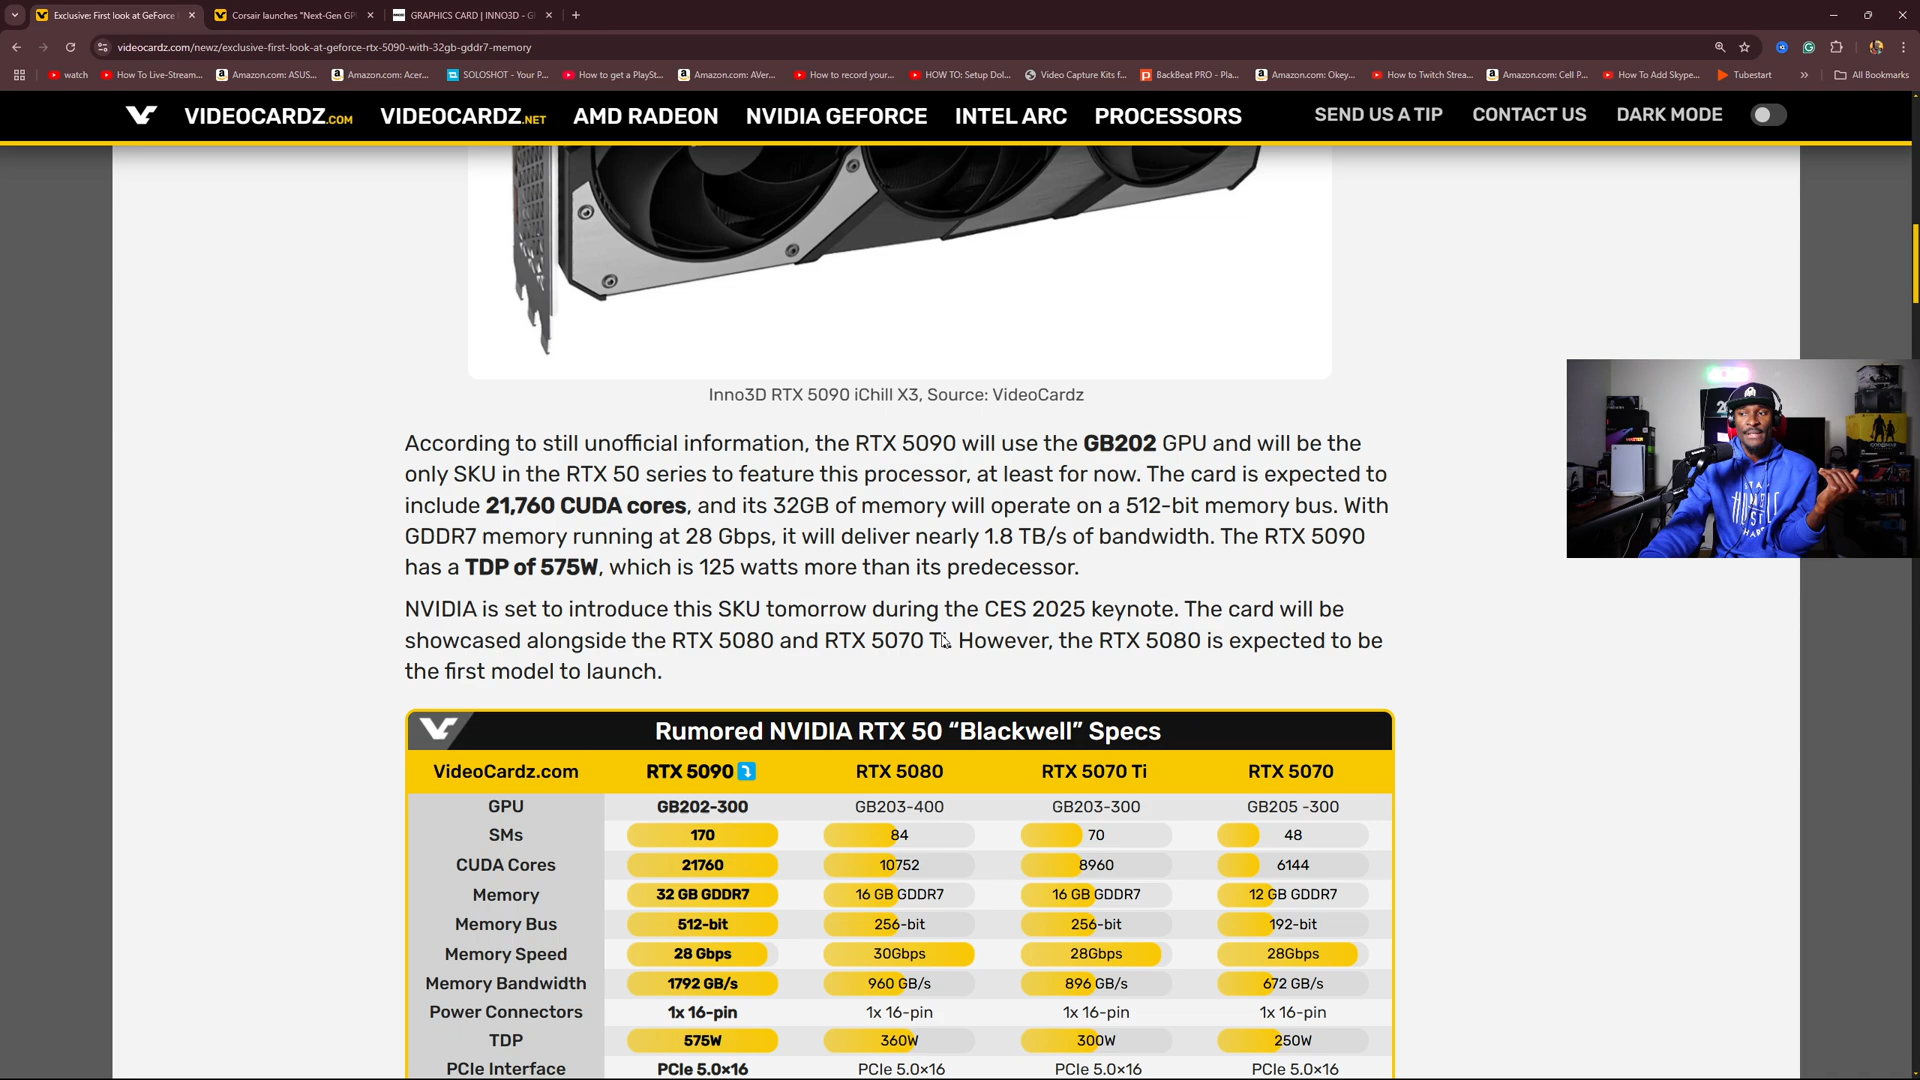 Exclusive: First look at GeForce
Corsair launches "Next-Gen GP
GRAPHICS CARD | INNO3D - G
videocardz.com/newz/exclusive-first-look-at-geforce-rtx-5090-with-32gb-gddr7-memory
watch
How To Live-Stream...
Amazon.com: ASUS...
Amazon.com: Acer...
SOLOSHOT - Your P...
How to get a PlaySt...
Amazon.com: AVer...
How to record your...
HOW TO: Setup Dol...
Video Capture Kits f...
BackBeat PRO - Pla...
Amazon.com: Okey...
How to Twitch Strea...
Amazon.com: Cell P...
How To Add Skype...
Tubestart
All Bookmarks
VIDEOCARDZ.COM
VIDEOCARDZ.NET
AMD RADEON
NVIDIA GEFORCE
INTEL ARC
PROCESSORS
SEND US A TIP
CONTACT US
DARK MODE
Inno3D RTX 5090 iChill X3, Source: VideoCardz
According to still unofficial information, the RTX 5090 will use the GB202 GPU and will be the
only SKU in the RTX 50 series to feature this processor, at least for now. The card is expected to
include 21,760 CUDA cores, and its 32GB of memory will operate on a 512-bit memory bus. With
GDDR7 memory running at 28 Gbps, it will deliver nearly 1.8 TB/s of bandwidth. The RTX 5090
has a TDP of 575W, which is 125 watts more than its predecessor.
NVIDIA is set to introduce this SKU tomorrow during the CES 2025 keynote. The card will be
showcased alongside the RTX 5080 and RTX 5070 Ti. However, the RTX 5080 is expected to be
the first model to launch.
Rumored NVIDIA RTX 50 “Blackwell” Specs
VideoCardz.com RTX 5090 RTX 5080 RTX 5070 Ti RTX 5070
GPU GB202-300 GB203-400 GB203-300 GB205 -300
SMs 170 84 70 48
CUDA Cores 21760 10752 8960 6144
Memory 32 GB GDDR7 16 GB GDDR7 16 GB GDDR7 12 GB GDDR7
Memory Bus 512-bit 256-bit 256-bit 192-bit
Memory Speed 28 Gbps 30Gbps 28Gbps 28Gbps
Memory Bandwidth 1792 GB/s 960 GB/s 896 GB/s 672 GB/s
Power Connectors 1x 16-pin 1x 16-pin 1x 16-pin 1x 16-pin
TDP 575W 360W 300W 250W
PCIe Interface PCIe 5.0×16 PCIe 5.0×16 PCIe 5.0×16 PCIe 5.0×16
STAY
HUMBLE
HUSTLE
HARD